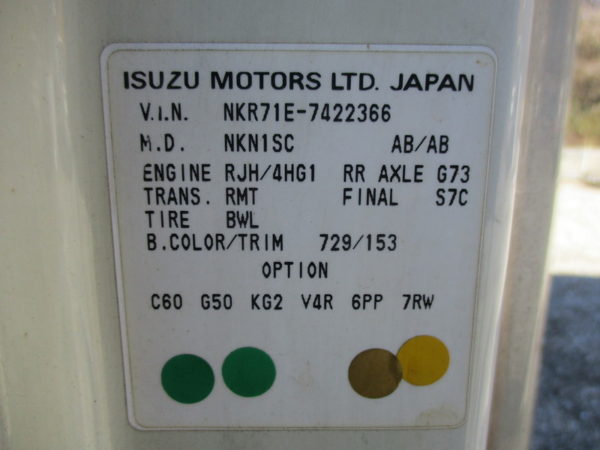 ISUZU MOTORS LTD. JAPAN
V.I.N. NKR71E-7422366
M.D. NKN1SC AB/AB
ENGINE RJH/4HG1 RR AXLE G73
TRANS. RMT FINAL S7C
TIRE BWL
B.COLOR/TRIM 729/153
OPTION
C60 G50 KG2 V4R 6PP 7RW